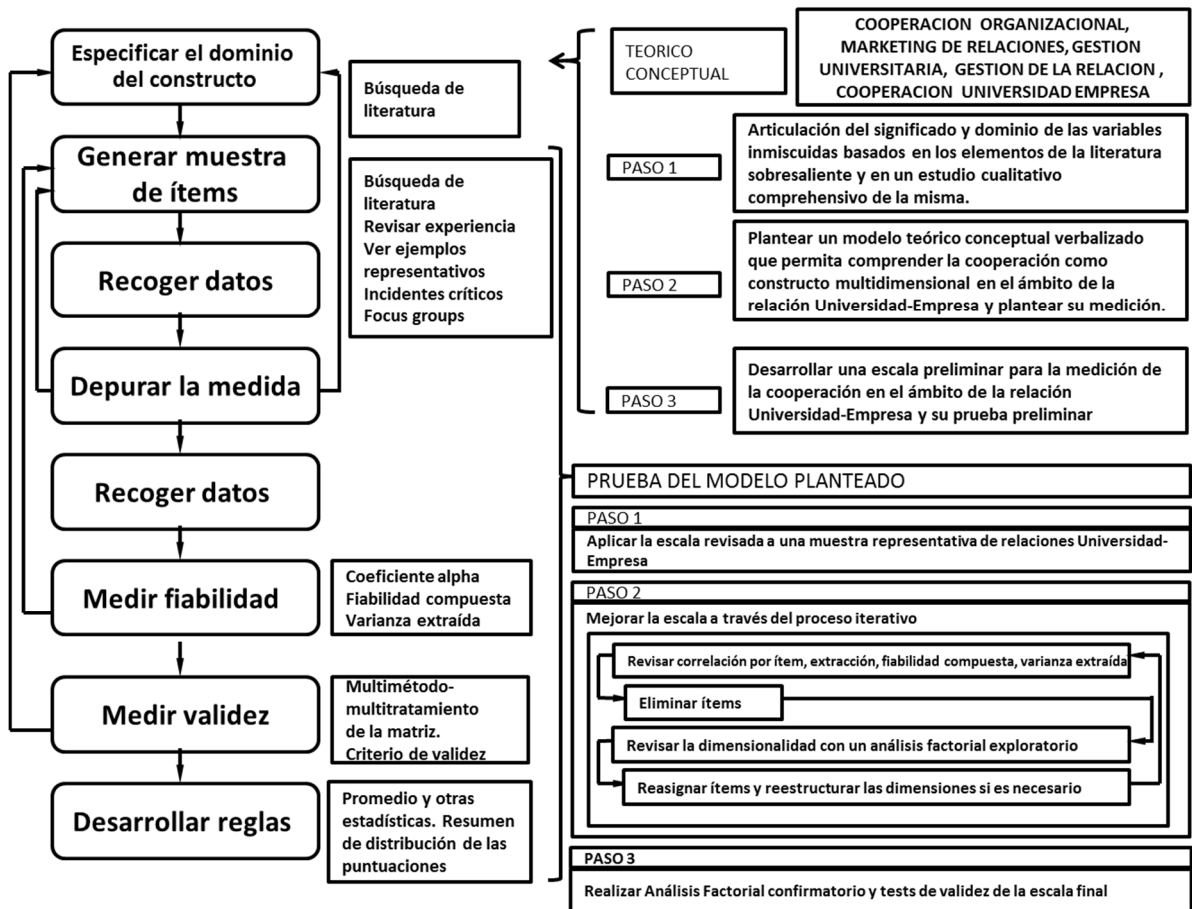 Especificar el dominio
del constructo
Generar muestra
de ítems
Recoger datos
Depurar la medida
Recoger datos
Medir fiabilidad
Medir validez
Desarrollar reglas
Búsqueda de
literatura
Búsqueda de
literatura
Revisar experiencia
Ver ejemplos
representativos
Incidentes críticos
Focus groups
Coeficiente alpha
Fiabilidad compuesta
Varianza extraída
Multimétodo-
multitratamiento
de la matriz.
Criterio de validez
Promedio y otras
estadísticas. Resumen
de distribución de las
puntuaciones
TEORICO
CONCEPTUAL
COOPERACION ORGANIZACIONAL,
MARKETING DE RELACIONES, GESTION
UNIVERSITARIA, GESTION DE LA RELACION ,
COOPERACION UNIVERSIDAD EMPRESA
PASO 1
Articulación del significado y dominio de las variables
inmiscuidas basados en los elementos de la literatura
sobresaliente y en un estudio cualitativo
comprehensivo de la misma.
PASO 2
Plantear un modelo teórico conceptual verbalizado
que permita comprender la cooperación como
constructo multidimensional en el ámbito de la
relación Universidad-Empresa y plantear su medición.
PASO 3
Desarrollar una escala preliminar para la medición de
la cooperación en el ámbito de la relación
Universidad-Empresa y su prueba preliminar
PRUEBA DEL MODELO PLANTEADO
PASO 1
Aplicar la escala revisada a una muestra representativa de relaciones Universidad-
Empresa
PASO 2
Mejorar la escala a través del proceso iterativo
Revisar correlación por ítem, extracción, fiabilidad compuesta, varianza extraída
Eliminar ítems
Revisar la dimensionalidad con un análisis factorial exploratorio
Reasignar ítems y reestructurar las dimensiones si es necesario
PASO 3
Realizar Análisis Factorial confirmatorio y tests de validez de la escala final